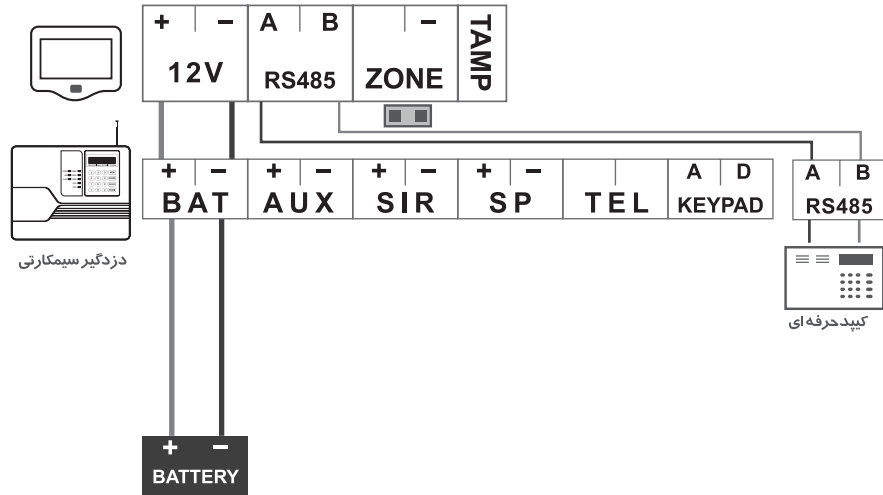 + − A B −
12V RS485 ZONE TAMP
+ − + − + − + − A D A B
BAT AUX SIR SP TEL KEYPAD RS485
دزدگیر سیمکارتی
کیپد حرفه ای
+ −
BATTERY